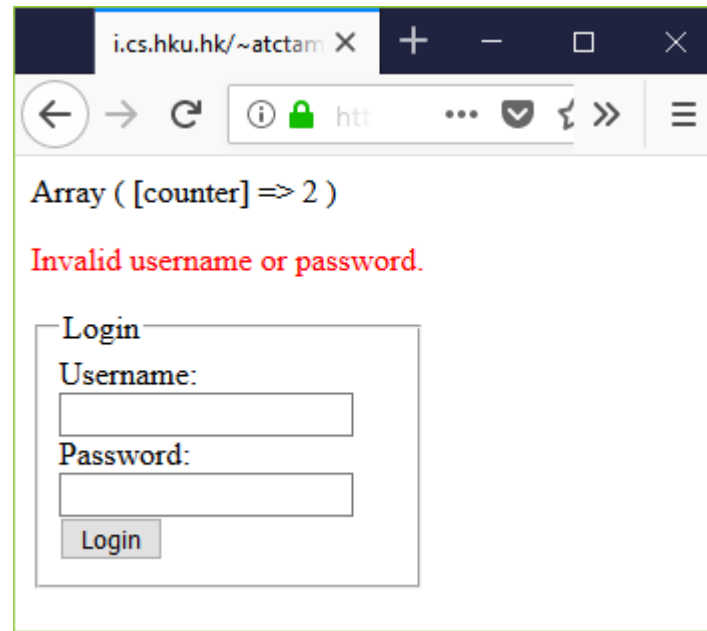 i.cs.hku.hk/~atctam
htt
Array ( [counter] => 2 )
Invalid username or password.
Login
Username:
Password:
Login